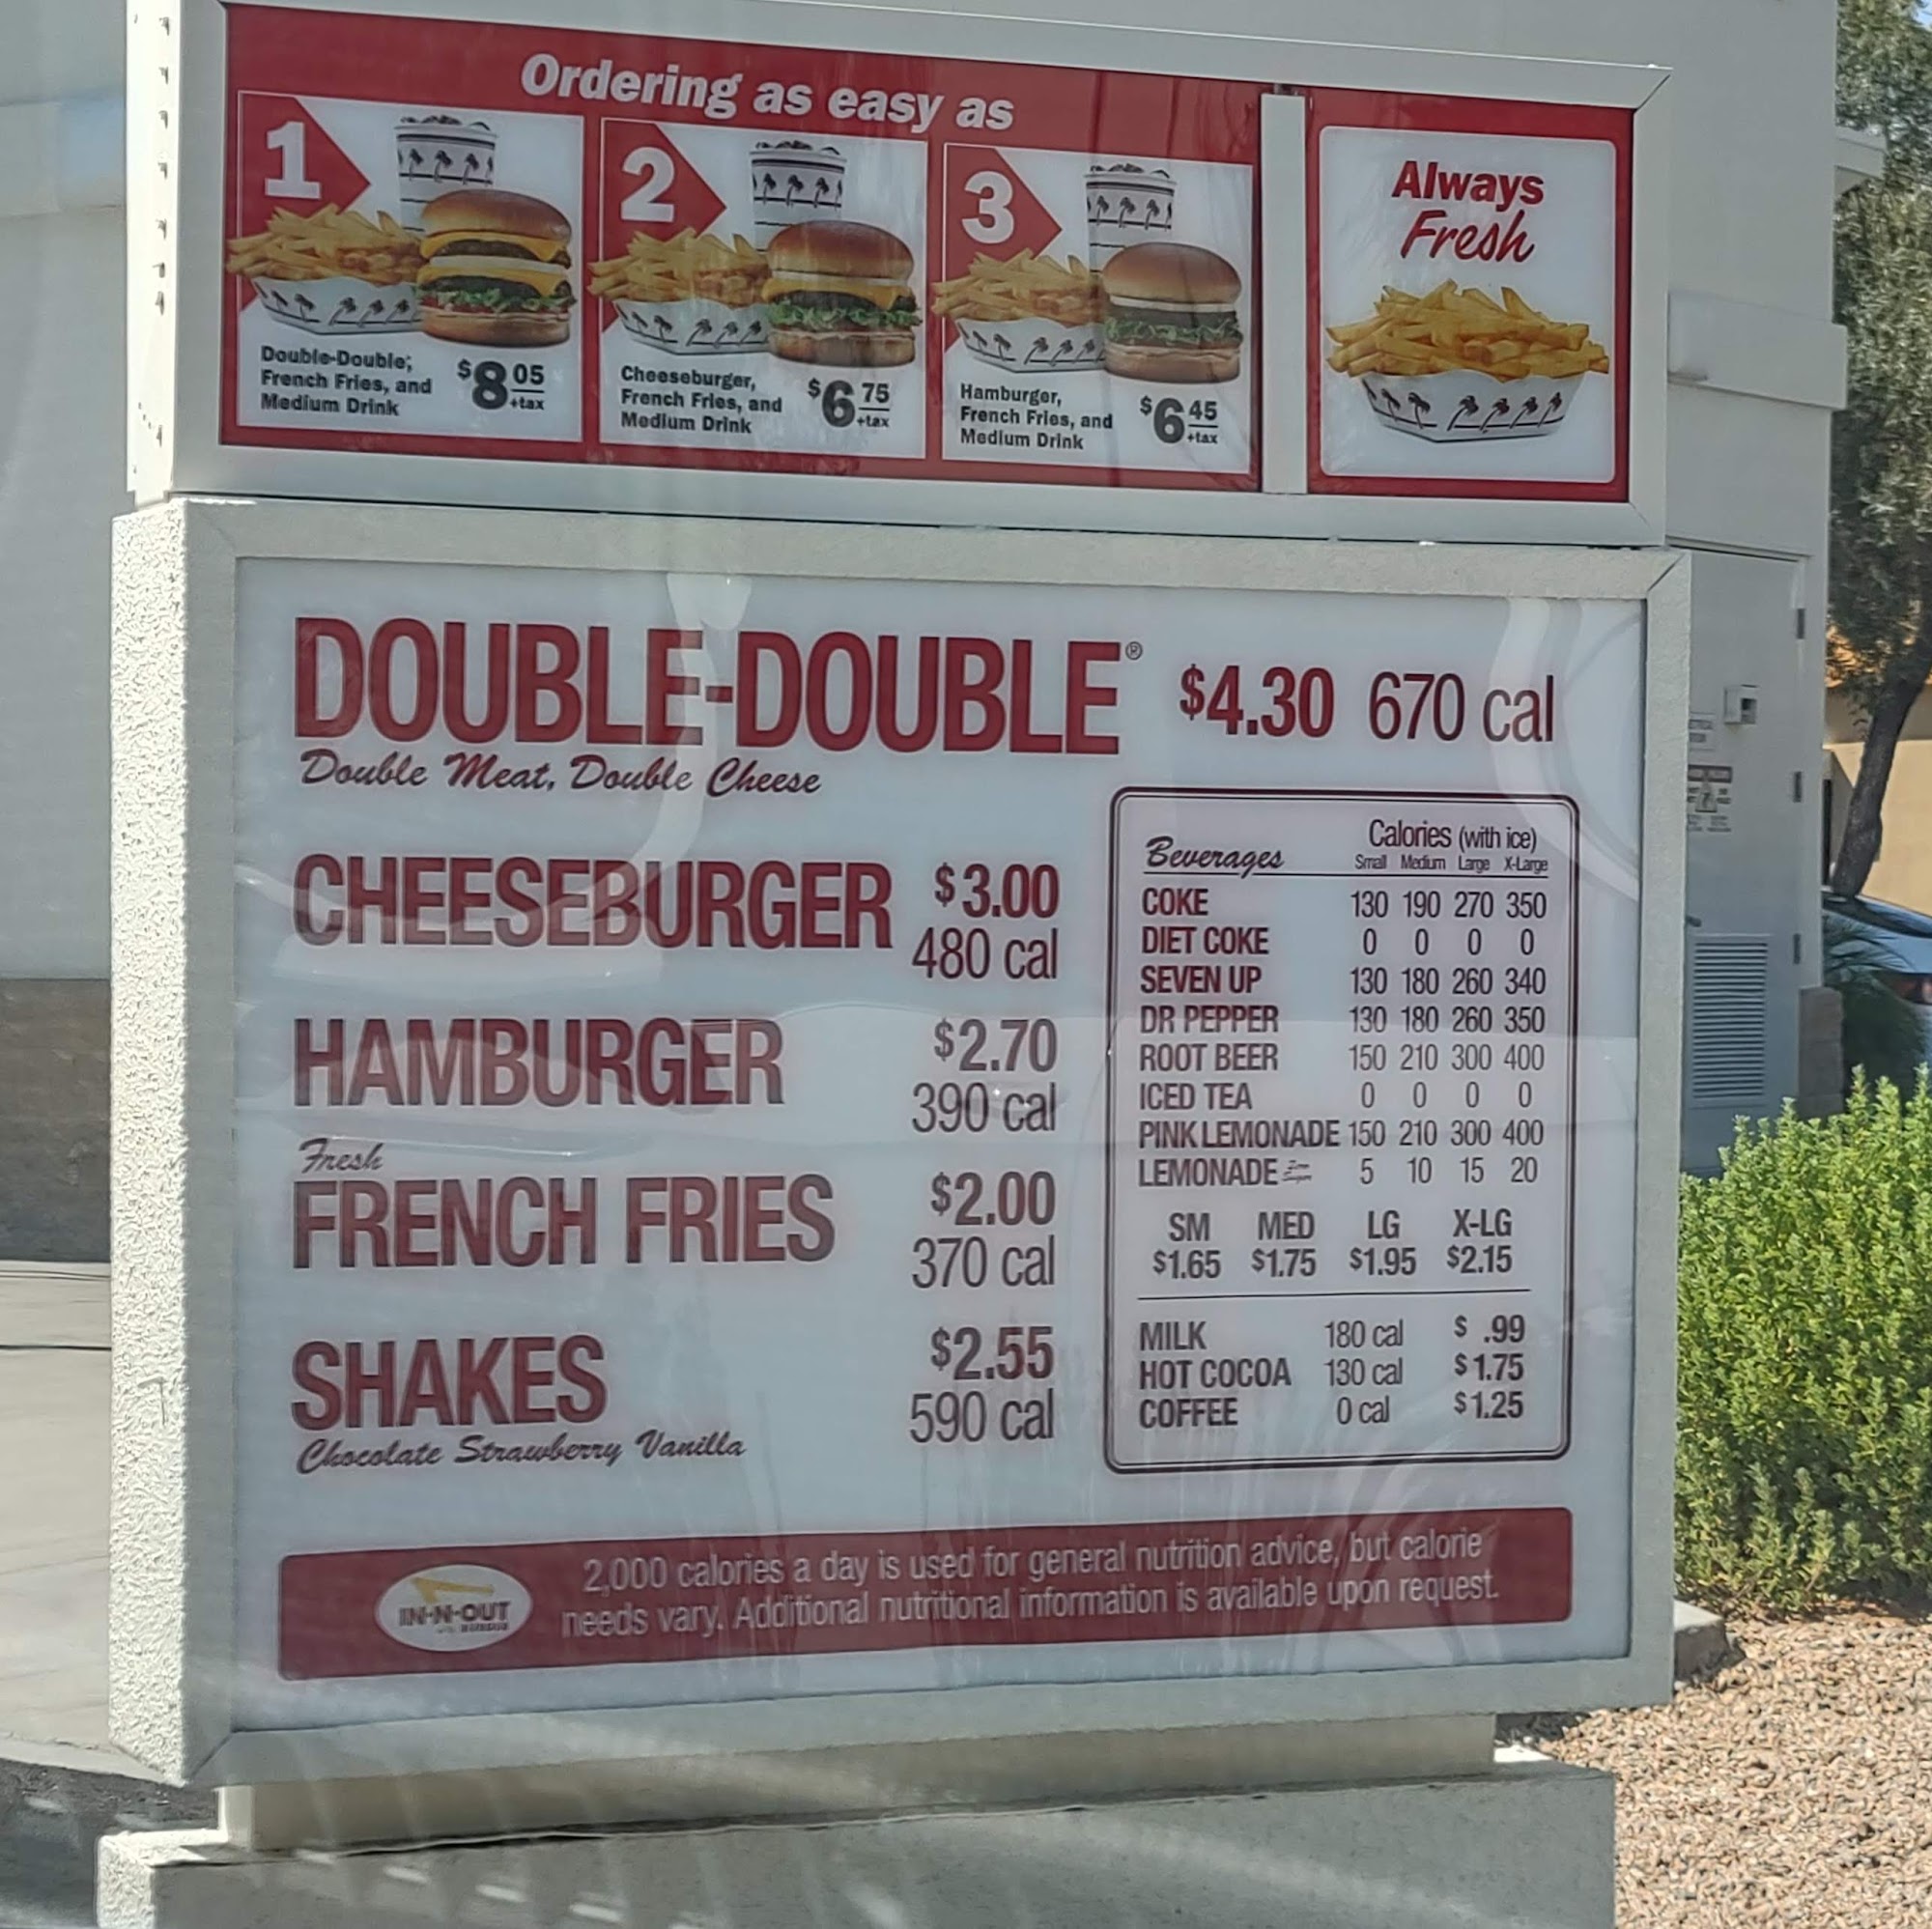 Ordering as easy as
1
Double-Double,
French Fries, and
Medium Drink
$8 05
+tax
2
Cheeseburger,
French Fries, and
Medium Drink
$6 75
+tax
3
Hamburger,
French Fries, and
Medium Drink
$6 45
+tax
Always
Fresh
DOUBLE-DOUBLE® $4.30 670 cal
Double Meat, Double Cheese
CHEESEBURGER $3.00
480 cal
HAMBURGER $2.70
390 cal
Fresh
FRENCH FRIES $2.00
370 cal
SHAKES $2.55
590 cal
Chocolate Strawberry Vanilla
Beverages Calories (with ice)
Small Medium Large X-Large
COKE 130 190 270 350
DIET COKE 0 0 0 0
SEVEN UP 130 180 260 340
DR PEPPER 130 180 260 350
ROOT BEER 150 210 300 400
ICED TEA 0 0 0 0
PINK LEMONADE 150 210 300 400
LEMONADE 5 10 15 20
SM MED LG X-LG
$1.65 $1.75 $1.95 $2.15
MILK 180 cal $ .99
HOT COCOA 130 cal $1.75
COFFEE 0 cal $1.25
IN-N-OUT
2,000 calories a day is used for general nutrition advice, but calorie
needs vary. Additional nutritional information is available upon request.